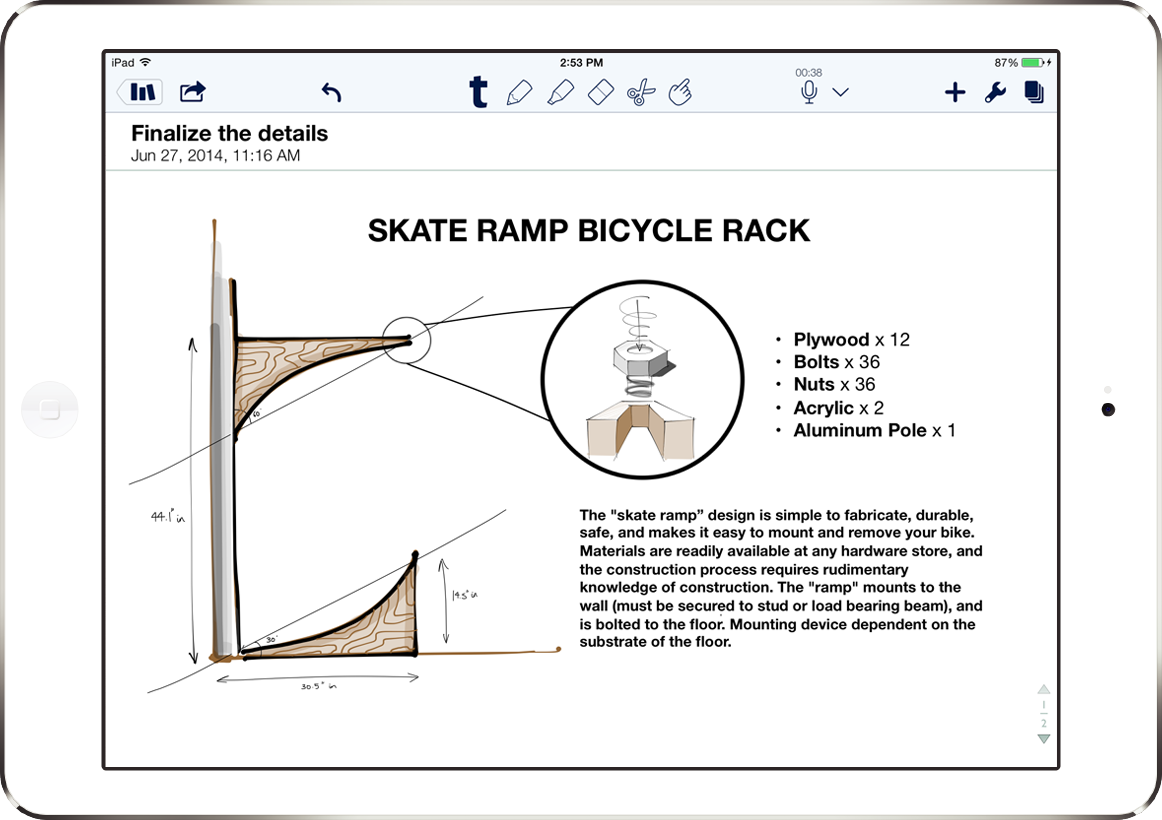 iPad 2:53 PM 87%
t
00:38
Finalize the details
Jun 27, 2014, 11:16 AM
SKATE RAMP BICYCLE RACK
• Plywood x 12
• Bolts x 36
• Nuts x 36
• Acrylic x 2
• Aluminum Pole x 1
60°
44.1" in
The "skate ramp” design is simple to fabricate, durable,
safe, and makes it easy to mount and remove your bike.
Materials are readily available at any hardware store, and
the construction process requires rudimentary
knowledge of construction. The "ramp" mounts to the
wall (must be secured to stud or load bearing beam), and
is bolted to the floor. Mounting device dependent on the
substrate of the floor.
14.5" in
30°
30.5" in
1
2